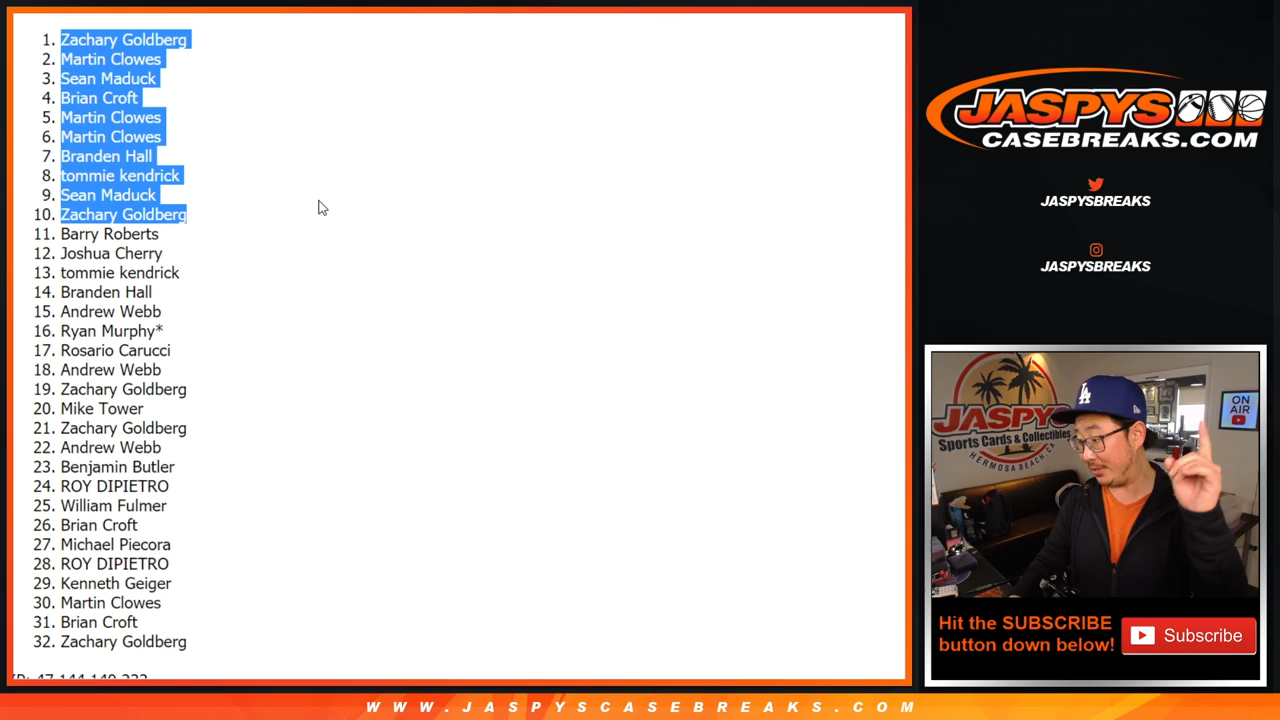 1. Zachary Goldberg
2. Martin Clowes
3. Sean Maduck
4. Brian Croft
5. Martin Clowes
6. Martin Clowes
7. Branden Hall
8. tommie kendrick
9. Sean Maduck
10. Zachary Goldberg
11. Barry Roberts
12. Joshua Cherry
13. tommie kendrick
14. Branden Hall
15. Andrew Webb
16. Ryan Murphy*
17. Rosario Carucci
18. Andrew Webb
19. Zachary Goldberg
20. Mike Tower
21. Zachary Goldberg
22. Andrew Webb
23. Benjamin Butler
24. ROY DIPIETRO
25. William Fulmer
26. Brian Croft
27. Michael Piecora
28. ROY DIPIETRO
29. Kenneth Geiger
30. Martin Clowes
31. Brian Croft
32. Zachary Goldberg
JASPYS
CASEBREAKS.COM
JASPYSBREAKS
JASPYSBREAKS
JASPYS
Sports Cards & Collectibles
HERMOSA BEACH, CA
LA
ON
AIR
Hit the SUBSCRIBE
button down below!
Subscribe
WWW.JASPYSCASEBREAKS.COM